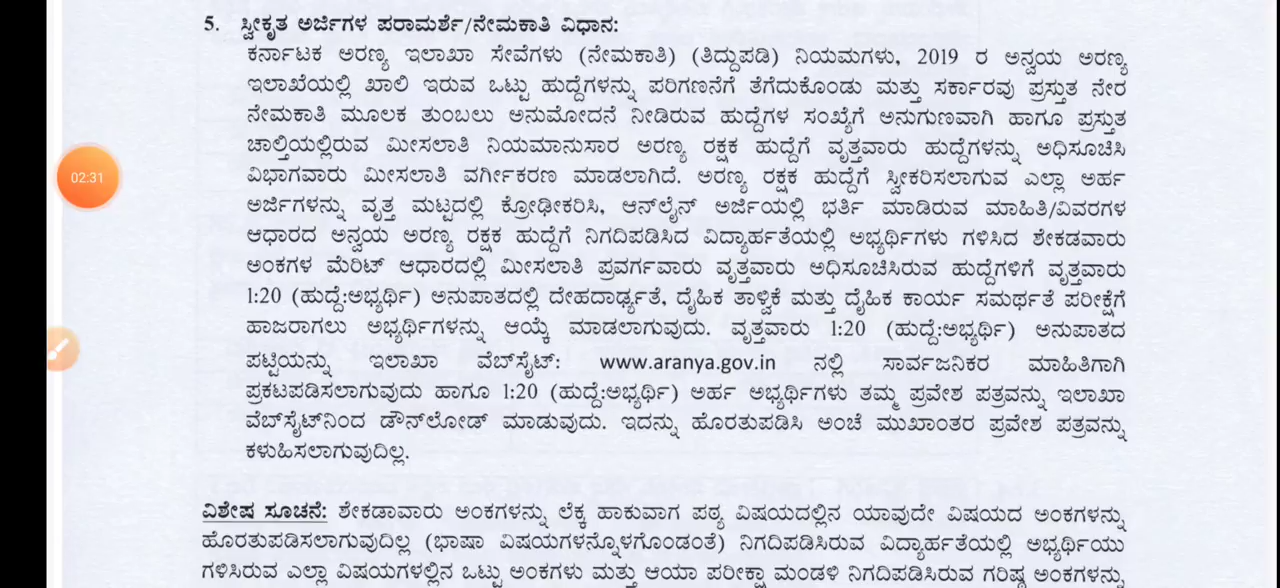 5. ಸ್ವೀಕೃತ ಅರ್ಜಿಗಳ ಪರಾಮರ್ಶೆ/ನೇಮಕಾತಿ ವಿಧಾನ:
ಕರ್ನಾಟಕ ಅರಣ್ಯ ಇಲಾಖಾ ಸೇವೆಗಳು (ನೇಮಕಾತಿ) (ತಿದ್ದುಪಡಿ) ನಿಯಮಗಳು, 2019 ರ ಅನ್ವಯ ಅರಣ್ಯ
ಇಲಾಖೆಯಲ್ಲಿ ಖಾಲಿ ಇರುವ ಒಟ್ಟು ಹುದ್ದೆಗಳನ್ನು ಪರಿಗಣನೆಗೆ ತೆಗೆದುಕೊಂಡು ಮತ್ತು ಸರ್ಕಾರವು ಪ್ರಸ್ತುತ ನೇರ
ನೇಮಕಾತಿ ಮೂಲಕ ತುಂಬಲು ಅನುಮೋದನೆ ನೀಡಿರುವ ಹುದ್ದೆಗಳ ಸಂಖ್ಯೆಗೆ ಅನುಗುಣವಾಗಿ ಹಾಗೂ ಪ್ರಸ್ತುತ
ಚಾಲ್ತಿಯಲ್ಲಿರುವ ಮೀಸಲಾತಿ ನಿಯಮಾನುಸಾರ ಅರಣ್ಯ ರಕ್ಷಕ ಹುದ್ದೆಗೆ ವೃತ್ತವಾರು ಹುದ್ದೆಗಳನ್ನು ಅಧಿಸೂಚಿಸಿ
02:31
ವಿಭಾಗವಾರು ಮೀಸಲಾತಿ ವರ್ಗೀಕರಣ ಮಾಡಲಾಗಿದೆ. ಅರಣ್ಯ ರಕ್ಷಕ ಹುದ್ದೆಗೆ ಸ್ವೀಕರಿಸಲಾಗುವ ಎಲ್ಲಾ ಅರ್ಹ
ಅರ್ಜಿಗಳನ್ನು ವೃತ್ತ ಮಟ್ಟದಲ್ಲಿ ಕ್ರೋಢೀಕರಿಸಿ, ಆನ್‌ಲೈನ್ ಅರ್ಜಿಯಲ್ಲಿ ಭರ್ತಿ ಮಾಡಿರುವ ಮಾಹಿತಿ/ವಿವರಗಳ
ಆಧಾರದ ಅನ್ವಯ ಅರಣ್ಯ ರಕ್ಷಕ ಹುದ್ದೆಗೆ ನಿಗದಿಪಡಿಸಿದ ವಿದ್ಯಾರ್ಹತೆಯಲ್ಲಿ ಅಭ್ಯರ್ಥಿಗಳು ಗಳಿಸಿದ ಶೇಕಡವಾರು
ಅಂಕಗಳ ಮೆರಿಟ್ ಆಧಾರದಲ್ಲಿ ಮೀಸಲಾತಿ ಪ್ರವರ್ಗವಾರು ವೃತ್ತವಾರು ಅಧಿಸೂಚಿಸಿರುವ ಹುದ್ದೆಗಳಿಗೆ ವೃತ್ತವಾರು
1:20 (ಹುದ್ದೆ:ಅಭ್ಯರ್ಥಿ) ಅನುಪಾತದಲ್ಲಿ ದೇಹದಾರ್ಢ್ಯತೆ, ದೈಹಿಕ ತಾಳ್ವಿಕೆ ಮತ್ತು ದೈಹಿಕ ಕಾರ್ಯ ಸಮರ್ಥತೆ ಪರೀಕ್ಷೆಗೆ
ಹಾಜರಾಗಲು ಅಭ್ಯರ್ಥಿಗಳನ್ನು ಆಯ್ಕೆ ಮಾಡಲಾಗುವುದು. ವೃತ್ತವಾರು 1:20 (ಹುದ್ದೆ:ಅಭ್ಯರ್ಥಿ) ಅನುಪಾತದ
ಪಟ್ಟಿಯನ್ನು ಇಲಾಖಾ ವೆಬ್‌ಸೈಟ್: www.aranya.gov.in ನಲ್ಲಿ ಸಾರ್ವಜನಿಕರ ಮಾಹಿತಿಗಾಗಿ
ಪ್ರಕಟಪಡಿಸಲಾಗುವುದು ಹಾಗೂ 1:20 (ಹುದ್ದೆ:ಅಭ್ಯರ್ಥಿ) ಅರ್ಹ ಅಭ್ಯರ್ಥಿಗಳು ತಮ್ಮ ಪ್ರವೇಶ ಪತ್ರವನ್ನು ಇಲಾಖಾ
ವೆಬ್‌ಸೈಟ್‌ನಿಂದ ಡೌನ್‌ಲೋಡ್ ಮಾಡುವುದು. ಇದನ್ನು ಹೊರತುಪಡಿಸಿ ಅಂಚೆ ಮುಖಾಂತರ ಪ್ರವೇಶ ಪತ್ರವನ್ನು
ಕಳುಹಿಸಲಾಗುವುದಿಲ್ಲ.
ವಿಶೇಷ ಸೂಚನೆ: ಶೇಕಡಾವಾರು ಅಂಕಗಳನ್ನು ಲೆಕ್ಕ ಹಾಕುವಾಗ ಪಠ್ಯ ವಿಷಯದಲ್ಲಿನ ಯಾವುದೇ ವಿಷಯದ ಅಂಕಗಳನ್ನು
ಹೊರತುಪಡಿಸಲಾಗುವುದಿಲ್ಲ (ಭಾಷಾ ವಿಷಯಗಳನ್ನೊಳಗೊಂಡಂತೆ) ನಿಗದಿಪಡಿಸಿರುವ ವಿದ್ಯಾರ್ಹತೆಯಲ್ಲಿ ಅಭ್ಯರ್ಥಿಯು
ಗಳಿಸಿರುವ ಎಲ್ಲಾ ವಿಷಯಗಳಲ್ಲಿನ ಒಟ್ಟು ಅಂಕಗಳು ಮತ್ತು ಆಯಾ ಪರೀಕ್ಷಾ ಮಂಡಳಿ ನಿಗದಿಪಡಿಸಿರುವ ಗರಿಷ್ಠ ಅಂಕಗಳನ್ನು